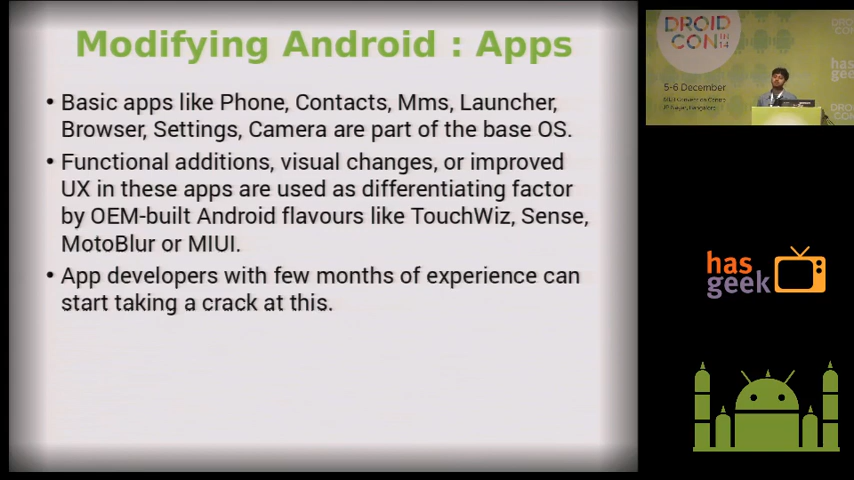 Modifying Android : Apps
• Basic apps like Phone, Contacts, Mms, Launcher,
Browser, Settings, Camera are part of the base OS.
• Functional additions, visual changes, or improved
UX in these apps are used as differentiating factor
by OEM-built Android flavours like TouchWiz, Sense,
MotoBlur or MIUI.
• App developers with few months of experience can
start taking a crack at this.
DROID
CON IN
14
5-6 December
has
geek
has
geek